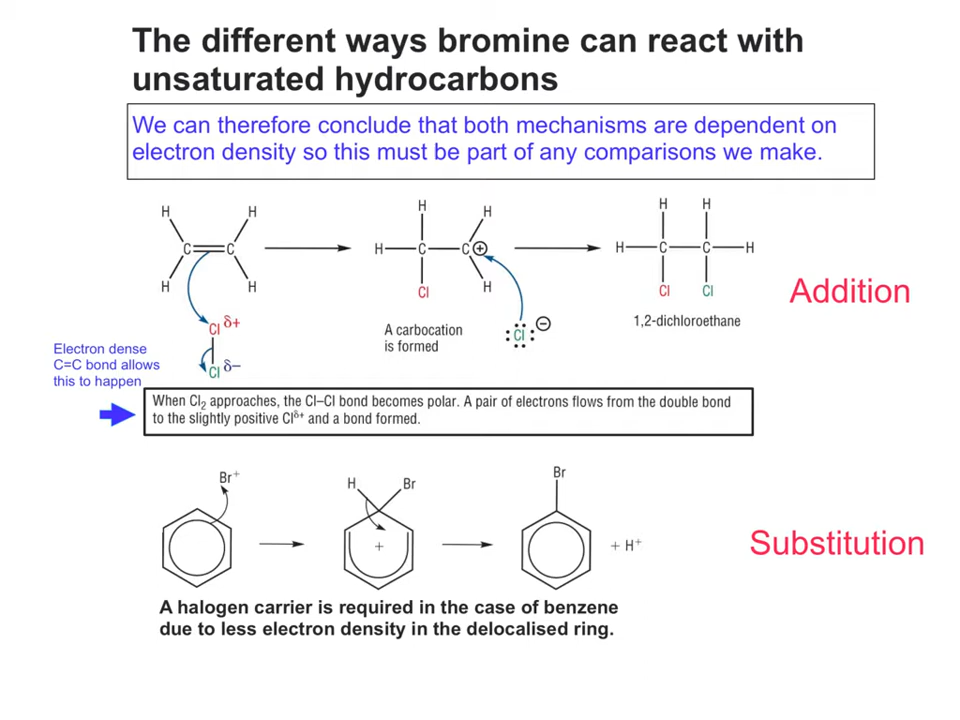 The different ways bromine can react with
unsaturated hydrocarbons
We can therefore conclude that both mechanisms are dependent on
electron density so this must be part of any comparisons we make.
H H H H H H
C C H C C H C C H
H H Cl H Cl Cl
Addition
Cl δ+
Cl δ−
A carbocation
is formed
Cl
1,2-dichloroethane
Electron dense
C=C bond allows
this to happen
When Cl₂ approaches, the Cl–Cl bond becomes polar. A pair of electrons flows from the double bond
to the slightly positive Clᵟ⁺ and a bond formed.
Br⁺ H Br Br
+ + H⁺
Substitution
A halogen carrier is required in the case of benzene
due to less electron density in the delocalised ring.